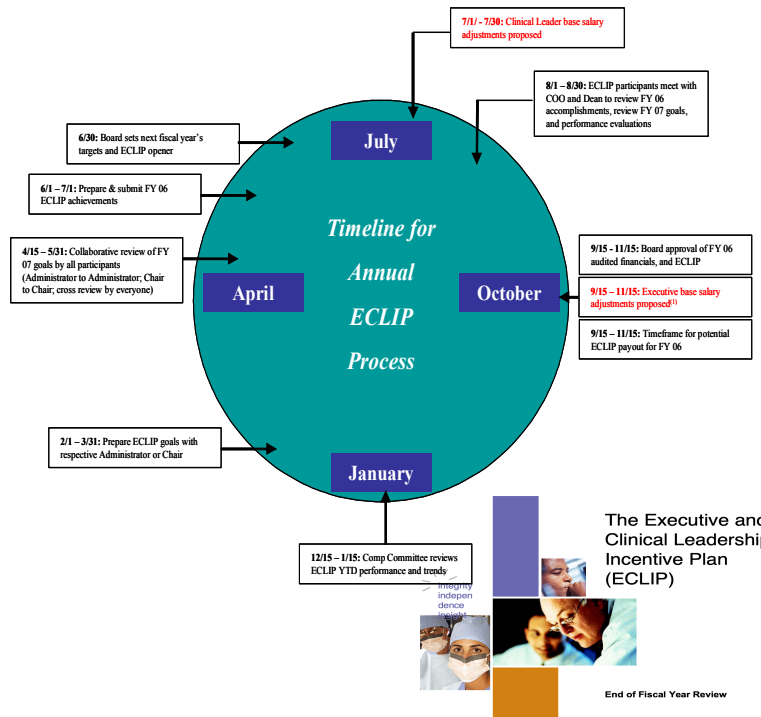 7/1/ - 7/30: Clinical Leader base salary
adjustments proposed
8/1 – 8/30: ECLIP participants meet with
COO and Dean to review FY 06
accomplishments, review FY 07 goals,
and performance evaluations
6/30: Board sets next fiscal year’s
targets and ECLIP opener
July
6/1 – 7/1: Prepare & submit FY 06
ECLIP achievements
4/15 – 5/31: Collaborative review of FY
07 goals by all participants
(Administrator to Administrator; Chair
to Chair; cross review by everyone)
Timeline for
Annual
ECLIP
Process
April
October
9/15 - 11/15: Board approval of FY 06
audited financials, and ECLIP
9/15 – 11/15: Executive base salary
adjustments proposed(1)
9/15 – 11/15: Timeframe for potential
ECLIP payout for FY 06
2/1 – 3/31: Prepare ECLIP goals with
respective Administrator or Chair
January
12/15 – 1/15: Comp Committee reviews
ECLIP YTD performance and trends
integrity
indepen
dence
insight
The Executive and
Clinical Leadership
Incentive Plan
(ECLIP)
End of Fiscal Year Review